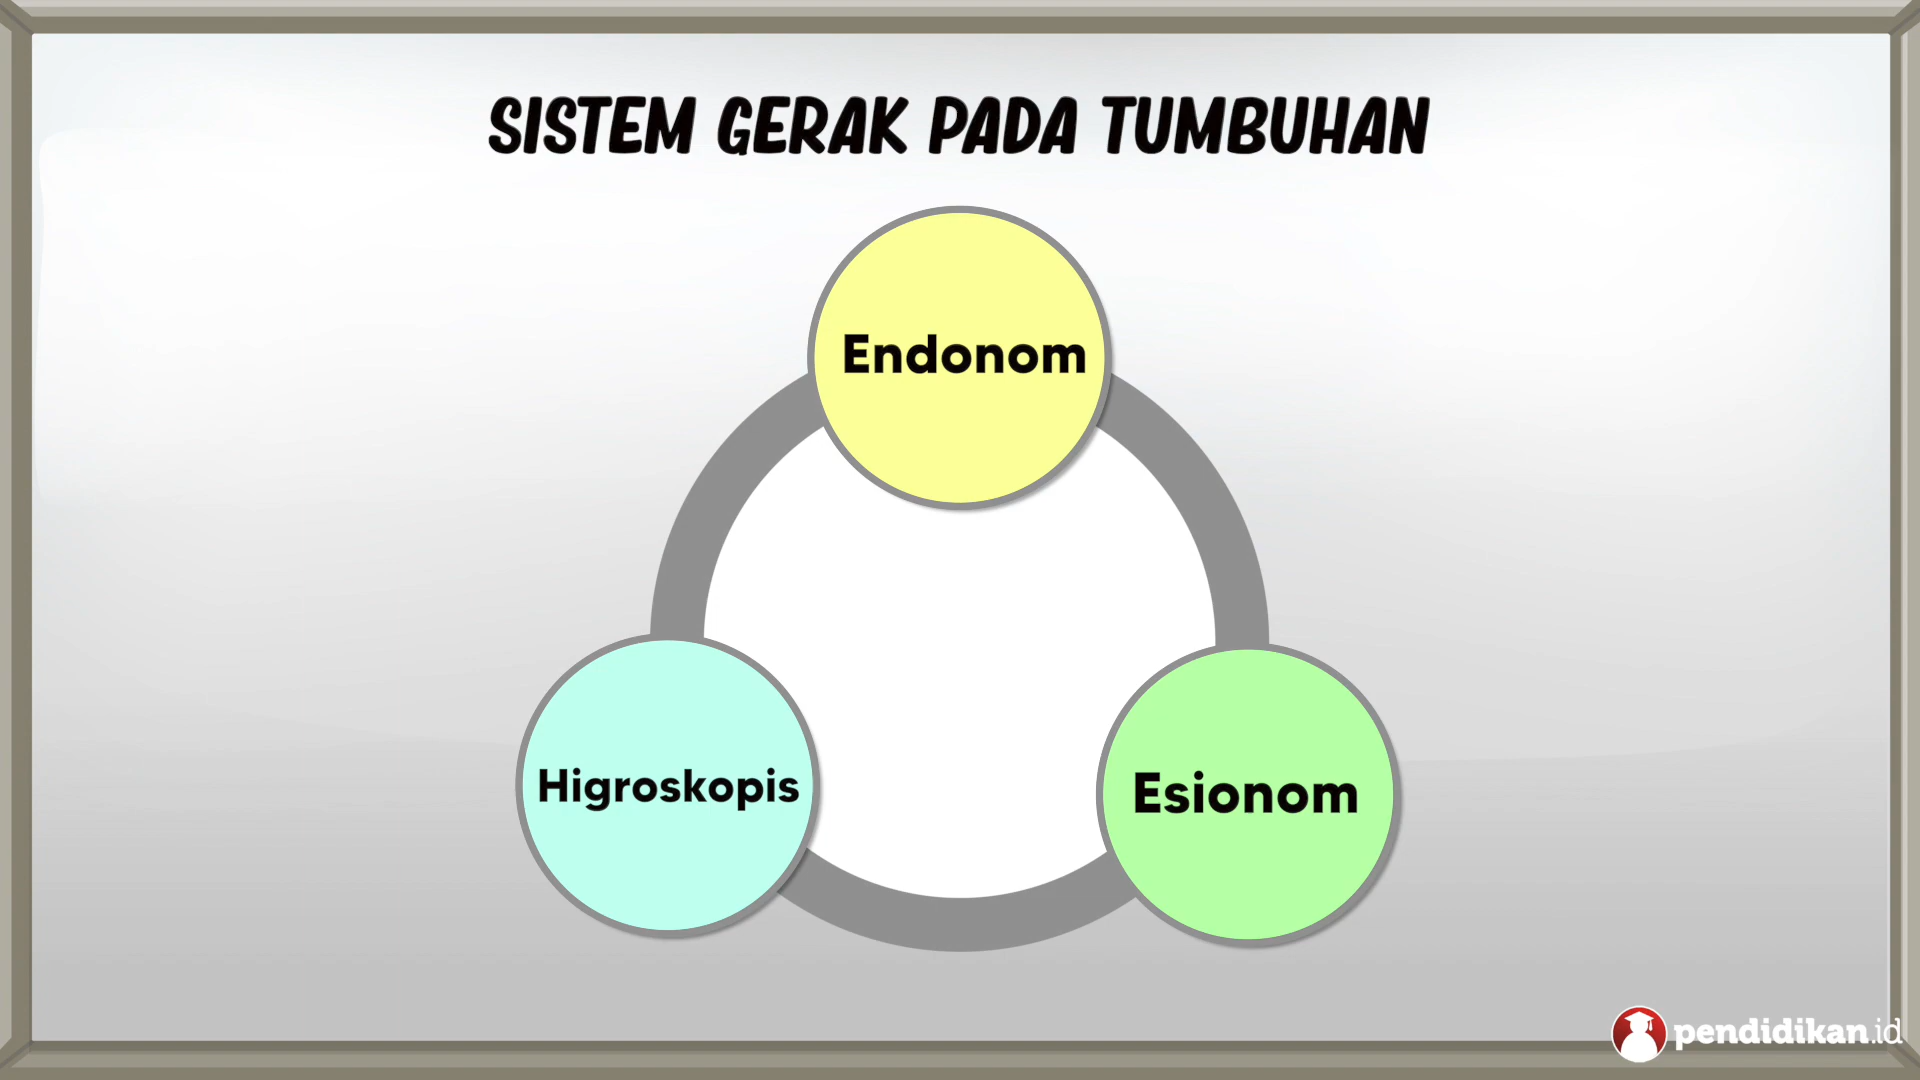 SISTEM GERAK PADA TUMBUHAN
Endonom
Higroskopis
Esionom
pendidikan.id